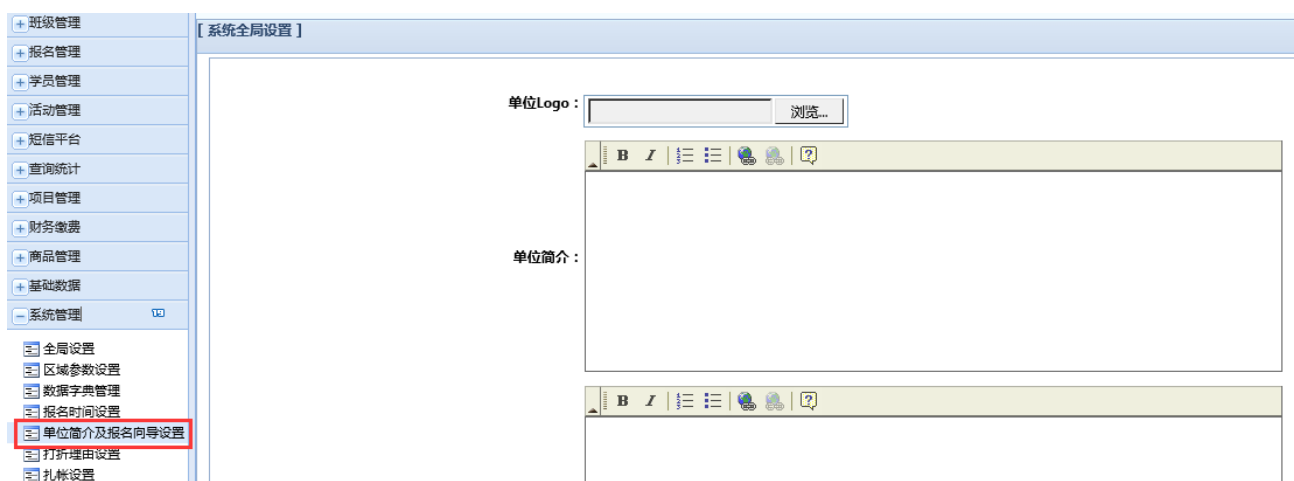 班级管理
报名管理
学员管理
活动管理
短信平台
查询统计
项目管理
财务缴费
商品管理
基础数据
系统管理
全局设置
区域参数设置
数据字典管理
报名时间设置
单位简介及报名向导设置
打折理由设置
扎帐设置
[ 系统全局设置 ]
单位Logo：
浏览...
B I
单位简介：
B I